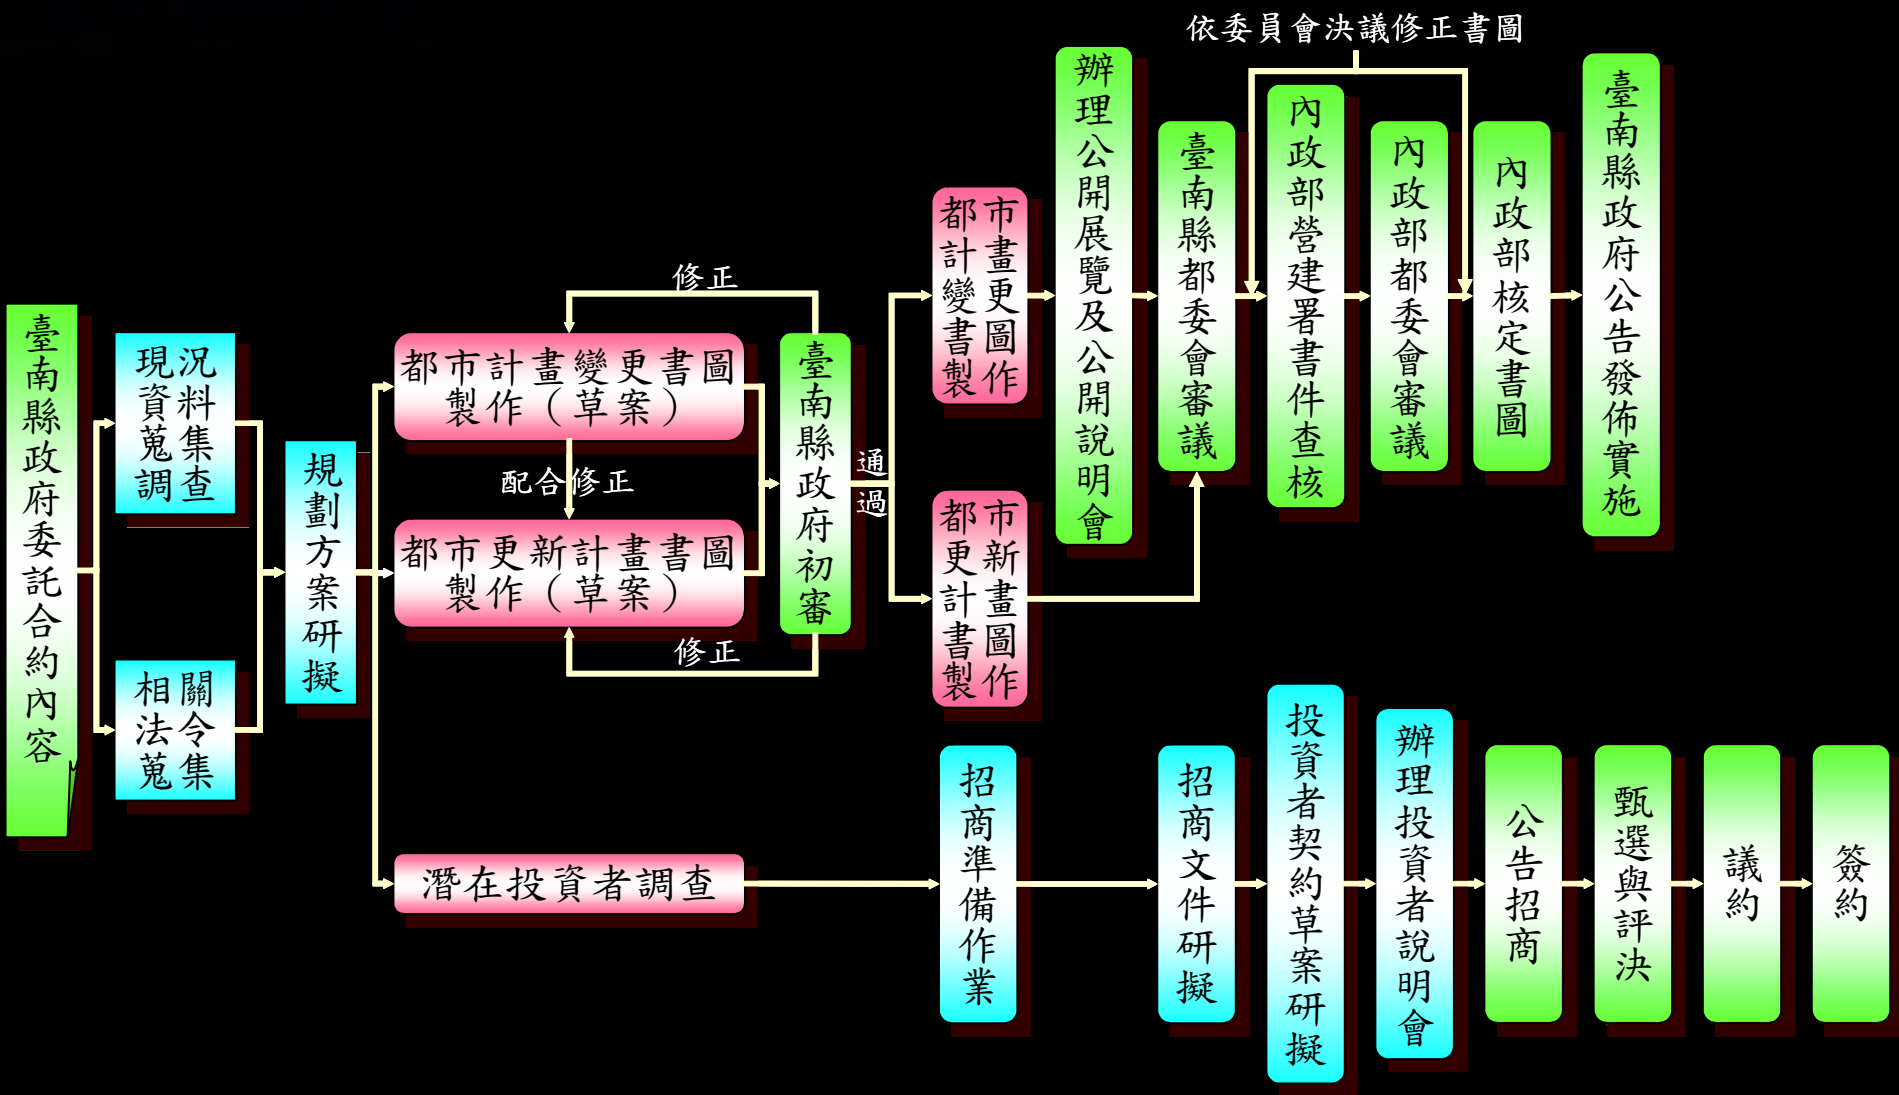 依委員會決議修正書圖
臺南縣政府委託合約內容
現況
資料
蒐集
調查
相關
法令
蒐集
規劃方案研擬
修正
都市計畫變更書圖
製作（草案）
配合修正
都市更新計畫書圖
製作（草案）
修正
臺南縣政府初審
通過
都市
計畫
變更
書圖
製作
都市
更新
計畫
書圖
製作
辦理公開展覽及公開說明會
臺南縣都委會審議
內政部營建署書件查核
內政部都委會審議
內政部核定書圖
臺南縣政府公告發佈實施
潛在投資者調查
招商準備作業
招商文件研擬
投資者契約草案研擬
辦理投資者說明會
公告招商
甄選與評決
議約
簽約